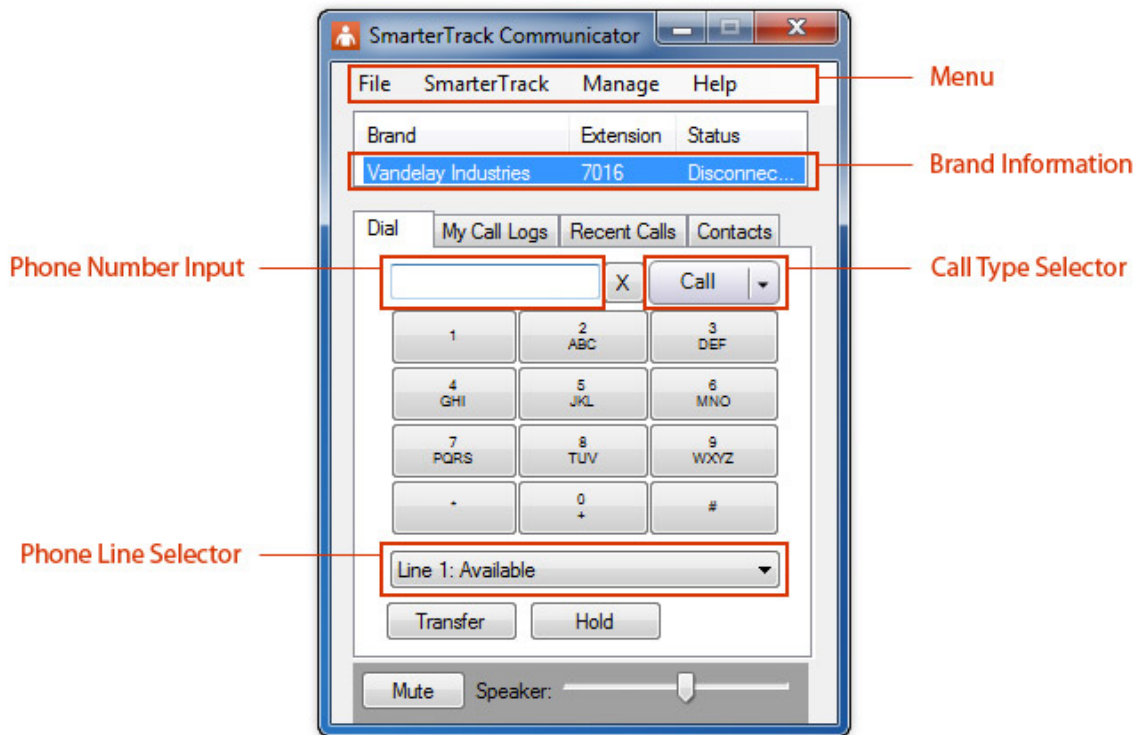 SmarterTrack Communicator
File SmarterTrack Manage Help
Menu
Brand Extension Status
Vandelay Industries 7016 Disconnec...
Brand Information
Dial My Call Logs Recent Calls Contacts
Phone Number Input
X Call
Call Type Selector
1
2
ABC
3
DEF
4
GHI
5
JKL
6
MNO
7
PQRS
8
TUV
9
WXYZ
*
0
+
#
Phone Line Selector
Line 1: Available
Transfer Hold
Mute Speaker: